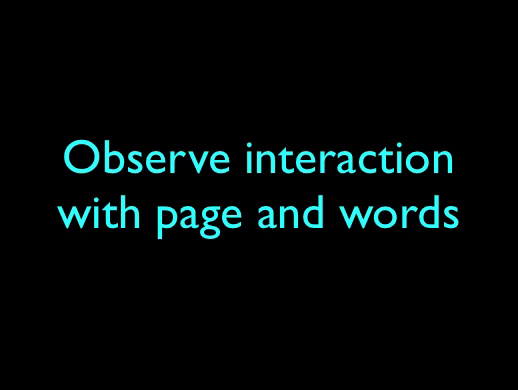 Observe interaction
with page and words